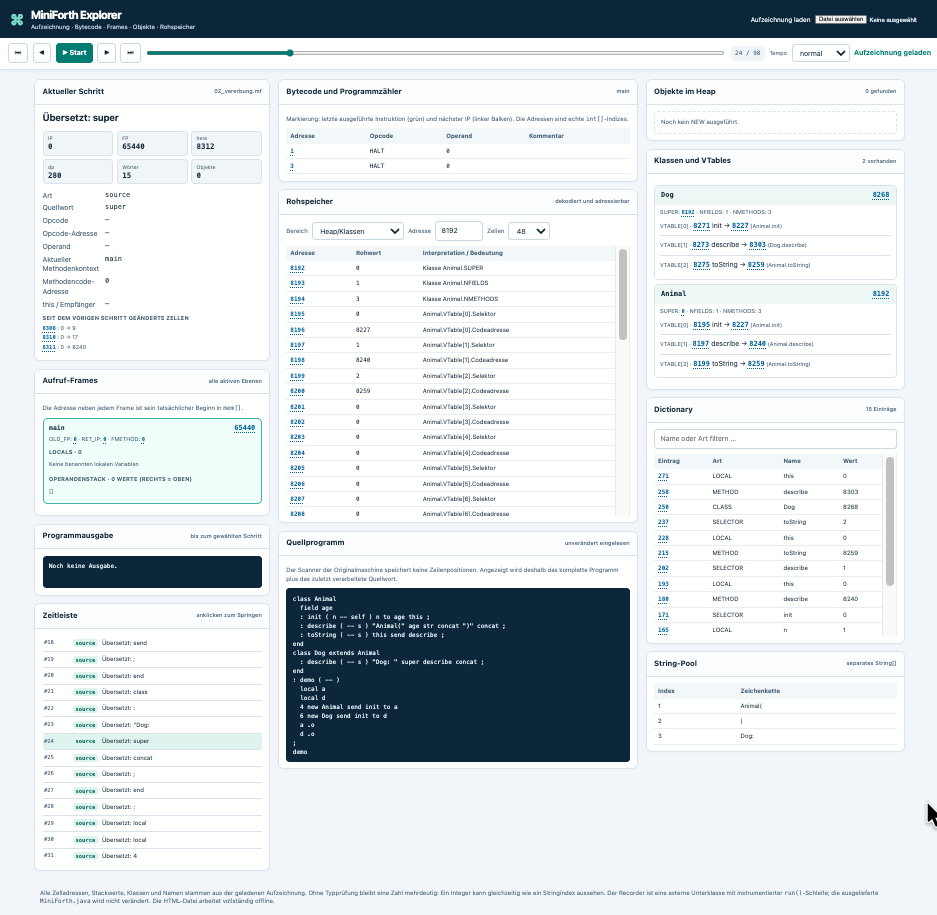 MiniForth Explorer
Aufzeichnung · Bytecode · Frames · Objekte · Rohspeicher
Aufzeichnung laden Datei auswählen Keine ausgewählt
Start 24 / 98 Tempo normal Aufzeichnung geladen
Aktueller Schritt 02_vererbung.mf
Übersetzt: super
IP FP here
0 65440 8312
dp Wörter Objekte
280 15 0
Art source
Quellwort super
Opcode —
Opcode-Adresse —
Operand —
Aktueller Methodenkontext main
Methoden-Adresse 0
this / Empfänger —
SEIT DEM VORIGEN SCHRITT GEÄNDERTE ZELLEN
8308 : 0 → 9
8310 : 0 → 17
8311 : 0 → 8240
Aufruf-Frames alle aktiven Ebenen
Die Adresse neben jedem Frame ist sein tatsächlicher Beginn in mem[].
main 65440
OLD_FP: 0 · RET_IP: 0 · FMETHOD: 0
LOCALS · 0
Keine benannten lokalen Variablen
OPERANDENSTACK · 0 WERTE (RECHTS = OBEN)
[]
Programmausgabe bis zum gewählten Schritt
Noch keine Ausgabe.
Zeitleiste anklicken zum Springen
#18 source Übersetzt: send
#19 source Übersetzt: ;
#20 source Übersetzt: end
#21 source Übersetzt: class
#22 source Übersetzt: :
#23 source Übersetzt: "Dog:
#24 source Übersetzt: super
#25 source Übersetzt: concat
#26 source Übersetzt: ;
#27 source Übersetzt: end
#28 source Übersetzt: :
#29 source Übersetzt: local
#30 source Übersetzt: local
#31 source Übersetzt: 4
Bytecode und Programmzähler main
Markierung: letzte ausgeführte Instruktion (grün) und nächster IP (linker Balken). Die Adressen sind echte int[]-Indizes.
Adresse Opcode Operand Kommentar
1 HALT 0
3 HALT 0
Rohspeicher dekodiert und adressierbar
Bereich Heap/Klassen Adresse 8192 Zellen 48
Adresse Rohwert Interpretation / Bedeutung
8192 0 Klasse Animal.SUPER
8193 1 Klasse Animal.NFIELDS
8194 3 Klasse Animal.NMETHODS
8195 0 Animal.VTable[0].Selektor
8196 8227 Animal.VTable[0].Codeadresse
8197 1 Animal.VTable[1].Selektor
8198 8240 Animal.VTable[1].Codeadresse
8199 2 Animal.VTable[2].Selektor
8200 8259 Animal.VTable[2].Codeadresse
8201 0 Animal.VTable[3].Selektor
8202 0 Animal.VTable[3].Codeadresse
8203 0 Animal.VTable[4].Selektor
8204 0 Animal.VTable[4].Codeadresse
8205 0 Animal.VTable[5].Selektor
8206 0 Animal.VTable[5].Codeadresse
8207 0 Animal.VTable[6].Selektor
8208 0 Animal.VTable[6].Codeadresse
Quellprogramm unverändert eingelesen
Der Scanner der Originalmaschine speichert keine Zeilenpositionen. Angezeigt wird deshalb das komplette Programm
plus das zuletzt verarbeitete Quellwort.
class Animal
field age
: init ( n -- self ) n to age this ;
: describe ( -- s ) "Animal(" age str concat ")" concat ;
: toString ( -- s ) this send describe ;
end
class Dog extends Animal
: describe ( -- s ) "Dog: " super describe concat ;
end
: demo ( -- )
local a
local d
4 new Animal send init to a
6 new Dog send init to d
a .o
d .o
;
demo
Objekte im Heap 0 gefunden
Noch kein NEW ausgeführt.
Klassen und VTables 2 vorhanden
Dog 8268
SUPER: 8192 · NFIELDS: 1 · NMETHODS: 3
VTABLE[0] · 8271 init → 8227 (Animal.init)
VTABLE[1] · 8273 describe → 8303 (Dog.describe)
VTABLE[2] · 8275 toString → 8259 (Animal.toString)
Animal 8192
SUPER: 0 · NFIELDS: 1 · NMETHODS: 3
VTABLE[0] · 8195 init → 8227 (Animal.init)
VTABLE[1] · 8197 describe → 8240 (Animal.describe)
VTABLE[2] · 8199 toString → 8259 (Animal.toString)
Dictionary 15 Einträge
Name oder Art filtern …
Eintrag Art Name Wert
271 LOCAL this 0
258 METHOD describe 8303
250 CLASS Dog 8268
237 SELECTOR toString 2
228 LOCAL this 0
215 METHOD toString 8259
202 SELECTOR describe 1
193 LOCAL this 0
180 METHOD describe 8240
171 SELECTOR init 0
165 LOCAL n 1
String-Pool separates String[]
Index Zeichenkette
1 Animal(
2 )
3 Dog:
Alle Zelladressen, Stackwerte, Klassen und Namen stammen aus der geladenen Aufzeichnung. Ohne Typprüfung bleibt eine Zahl mehrdeutig: Ein Integer kann gleichzeitig wie ein Stringindex aussehen. Der Recorder ist eine externe Unterklasse mit instrumentierter run()-Schleife; die ausgelieferte
MiniForth.java wird nicht verändert. Die HTML-Datei arbeitet vollständig offline.